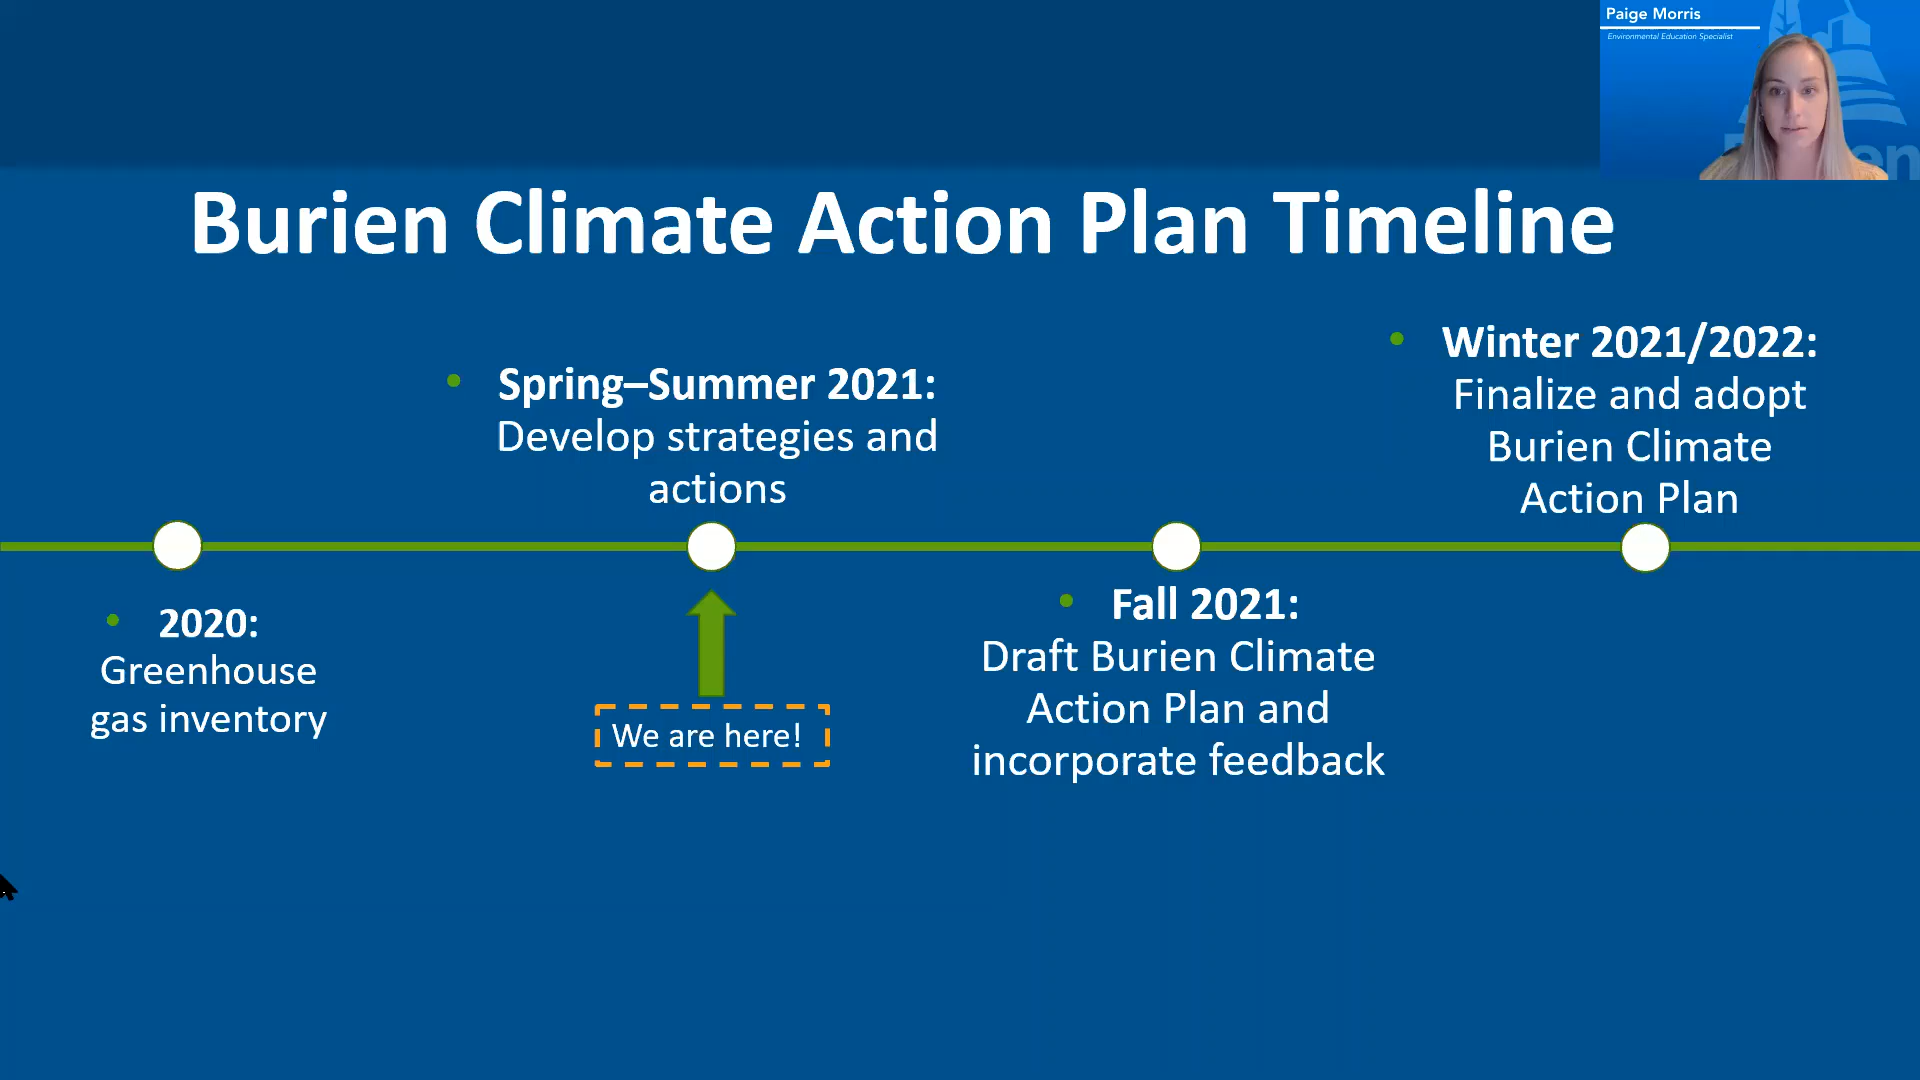 Paige Morris
Environmental Education Specialist
Burien Climate Action Plan Timeline
2020:
Greenhouse
gas inventory
Spring–Summer 2021:
Develop strategies and
actions
We are here!
Fall 2021:
Draft Burien Climate
Action Plan and
incorporate feedback
Winter 2021/2022:
Finalize and adopt
Burien Climate
Action Plan